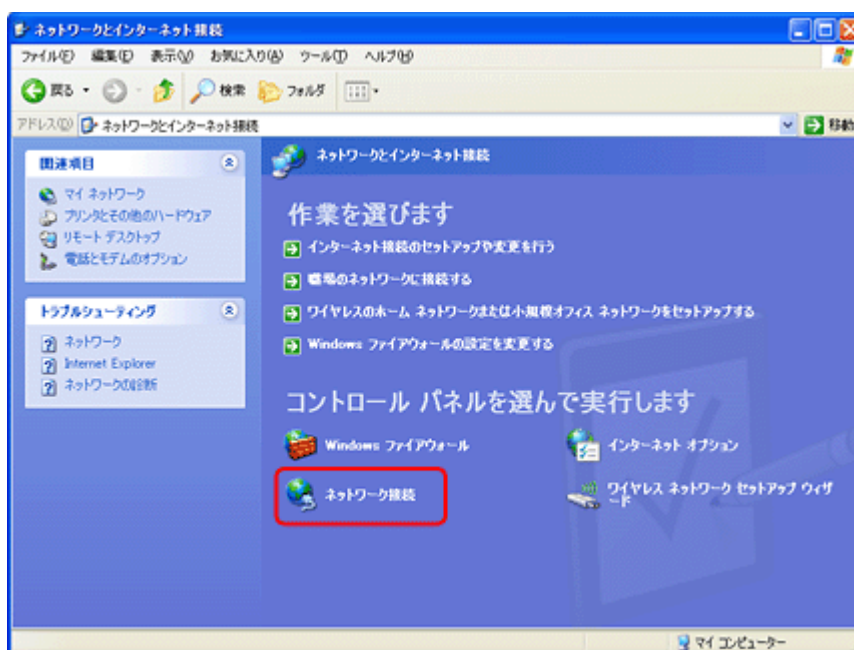 ネットワークとインターネット接続
ファイル(F) 編集(E) 表示(V) お気に入り(A) ツール(T) ヘルプ(H)
戻る 検索 フォルダ
アドレス(D) ネットワークとインターネット接続 移動
関連項目
マイ ネットワーク
プリンタとその他のハードウェア
リモート デスクトップ
電話とモデムのオプション
トラブルシューティング
ネットワーク
Internet Explorer
ネットワークの診断
ネットワークとインターネット接続
作業を選びます
インターネット接続のセットアップや変更を行う
職場のネットワークに接続する
ワイヤレスのホーム ネットワークまたは小規模オフィス ネットワークをセットアップする
Windows ファイアウォールの設定を変更する
コントロール パネルを選んで実行します
Windows ファイアウォール
インターネット オプション
ネットワーク接続
ワイヤレス ネットワーク セットアップ ウィザ
ード
マイ コンピューター